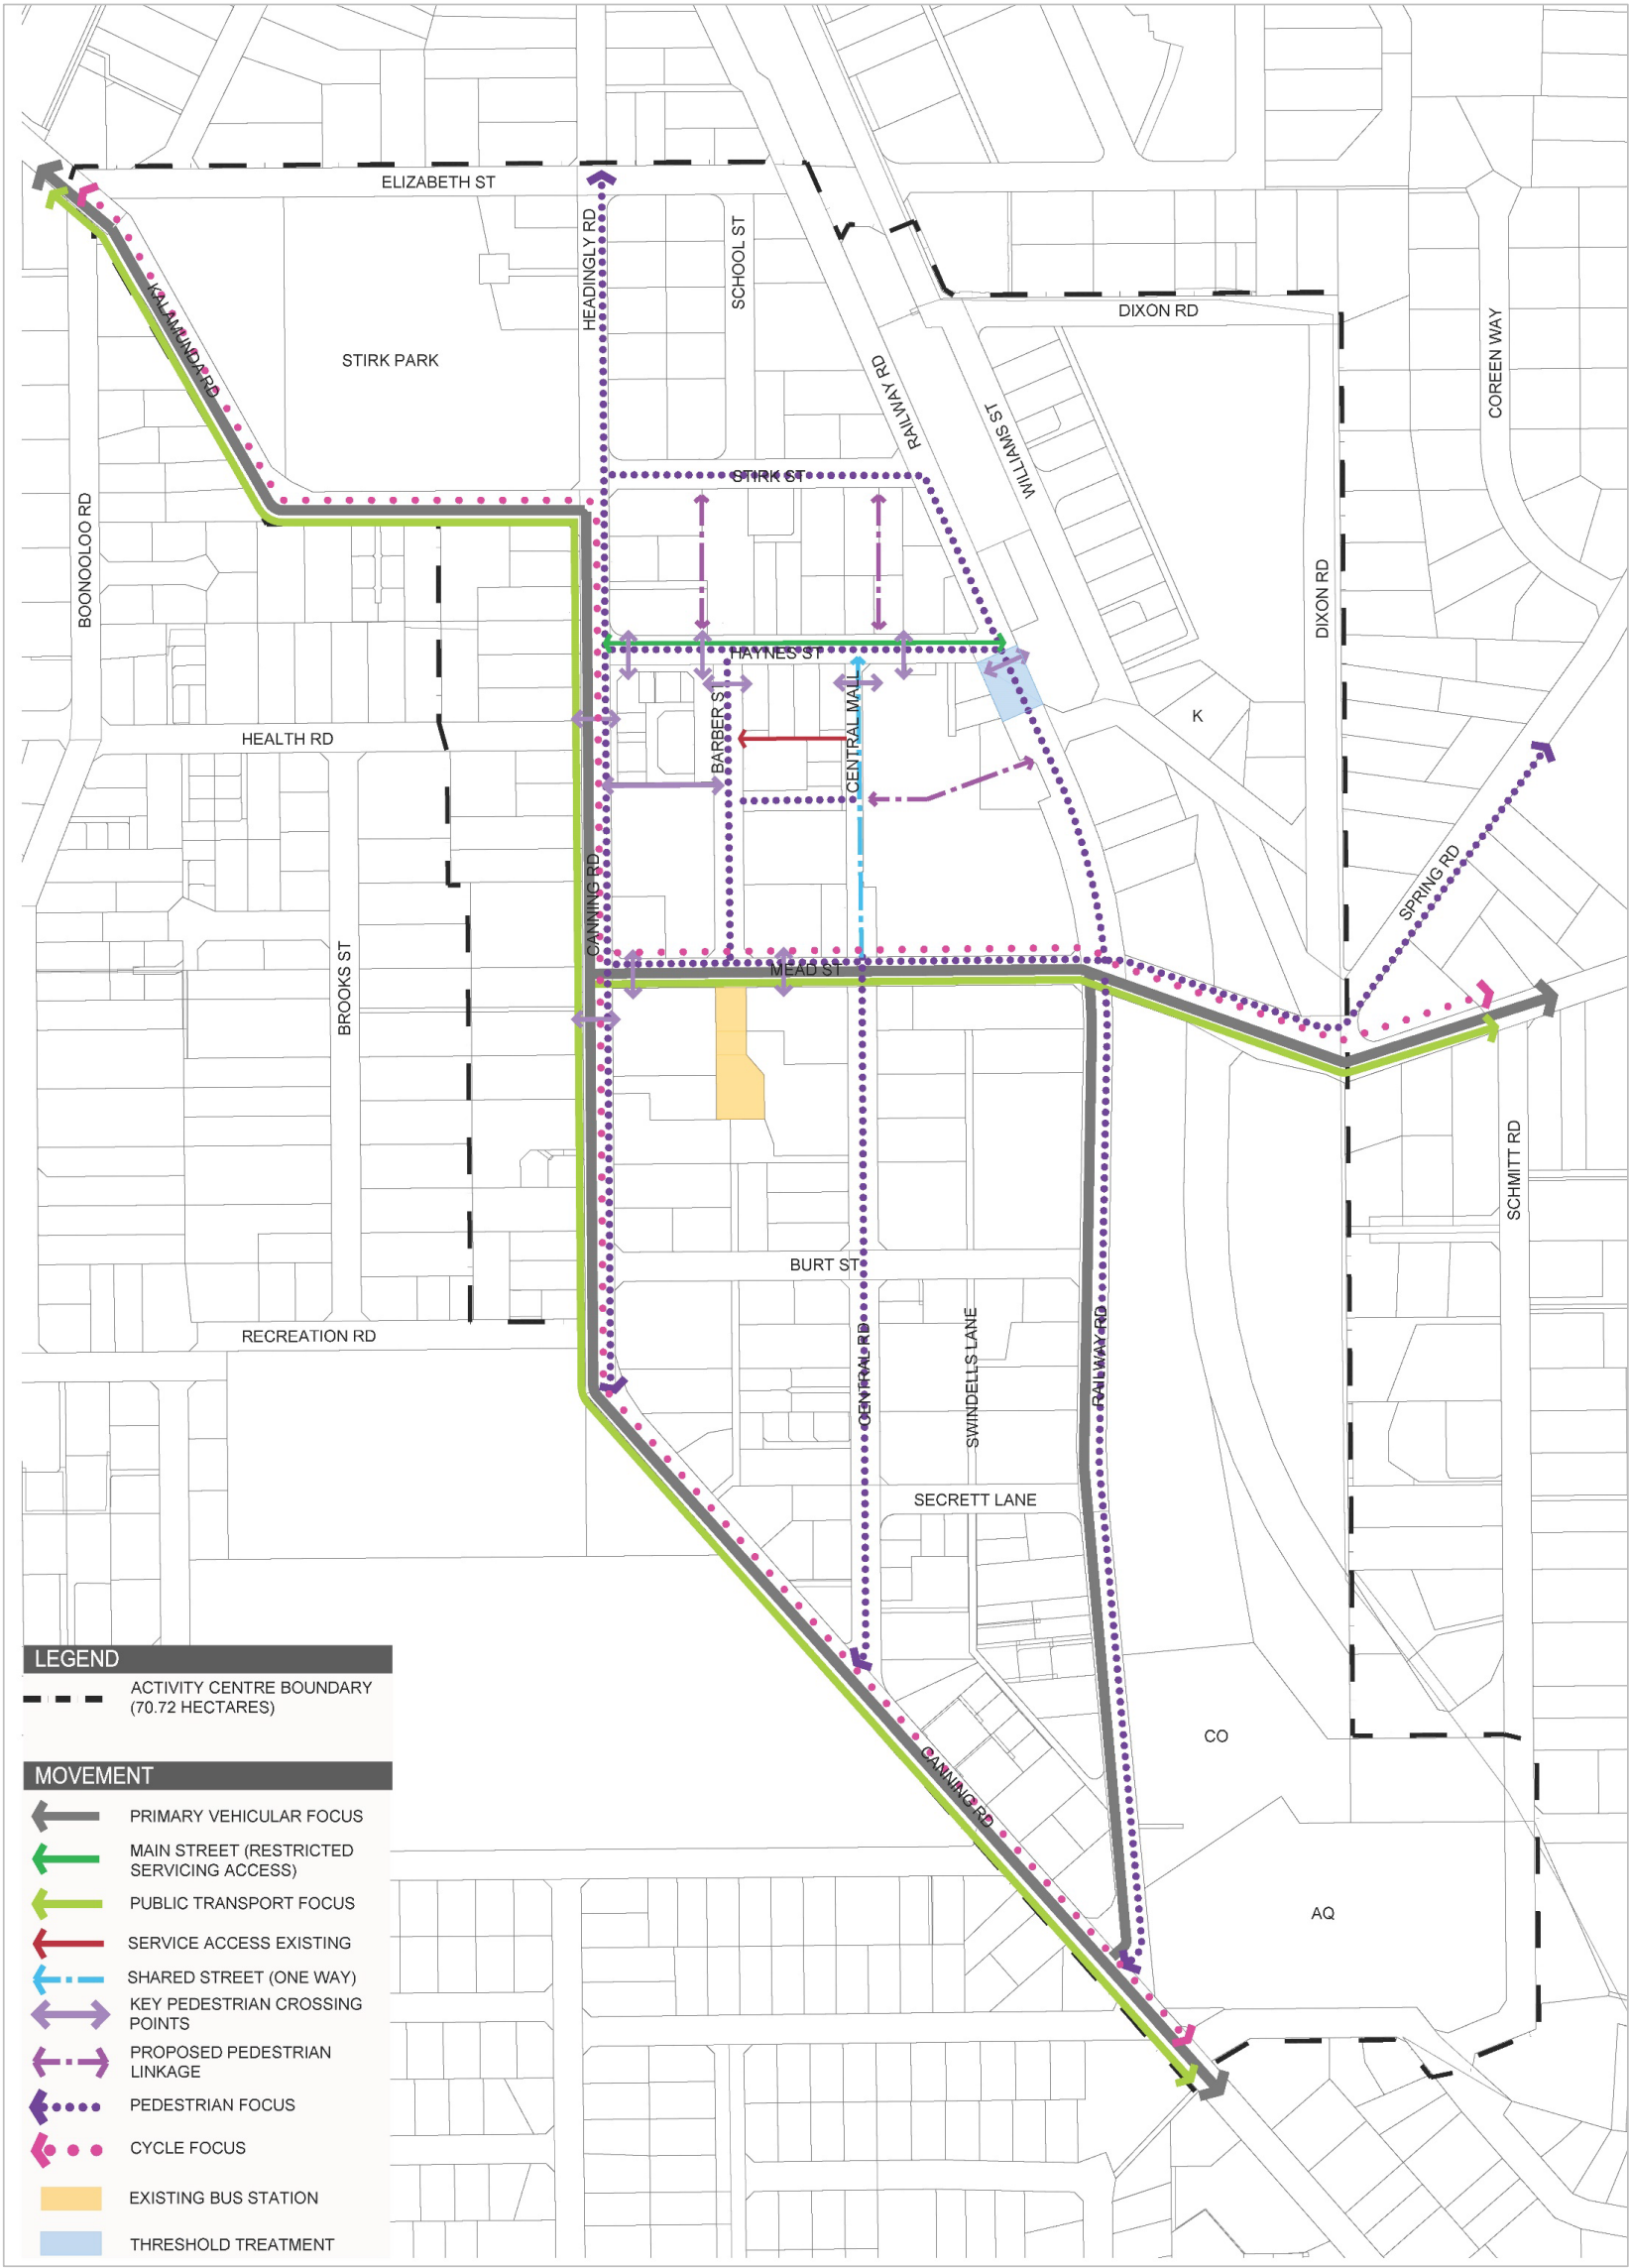 ELIZABETH ST
HEADINGLY RD
SCHOOL ST
KALAMUNDA RD
STIRK PARK
DIXON RD
COREEN WAY
RAILWAY RD
WILLIAMS ST
STIRK ST
BOONOOLOO RD
DIXON RD
HAYNES ST
BARBER ST
CENTRAL MALL
K
HEALTH RD
CANNING RD
SPRING RD
BROOKS ST
MEAD ST
SCHMITT RD
BURT ST
RECREATION RD
CENTRAL RD
SWINDELLS LANE
RAILWAY RD
SECRETT LANE
CO
CANNING RD
AQ
LEGEND
ACTIVITY CENTRE BOUNDARY
(70.72 HECTARES)
MOVEMENT
PRIMARY VEHICULAR FOCUS
MAIN STREET (RESTRICTED
SERVICING ACCESS)
PUBLIC TRANSPORT FOCUS
SERVICE ACCESS EXISTING
SHARED STREET (ONE WAY)
KEY PEDESTRIAN CROSSING
POINTS
PROPOSED PEDESTRIAN
LINKAGE
PEDESTRIAN FOCUS
CYCLE FOCUS
EXISTING BUS STATION
THRESHOLD TREATMENT